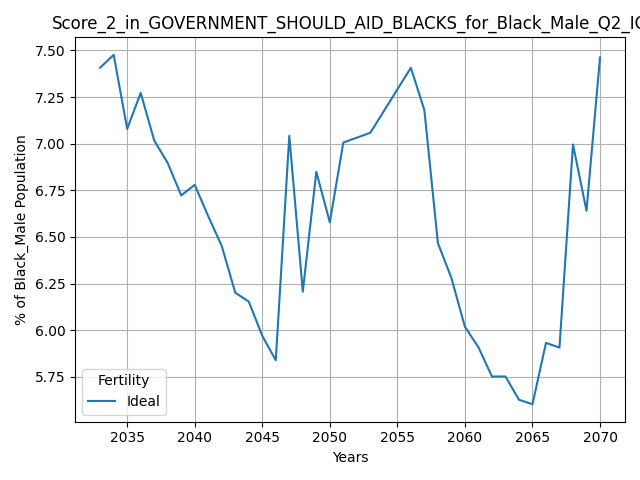 Score_2_in_GOVERNMENT_SHOULD_AID_BLACKS_for_Black_Male_Q2_IQ
7.50
7.25
7.00
6.75
6.50
6.25
6.00
5.75
% of Black_Male Population
Fertility
Ideal
2035 2040 2045 2050 2055 2060 2065 2070
Years